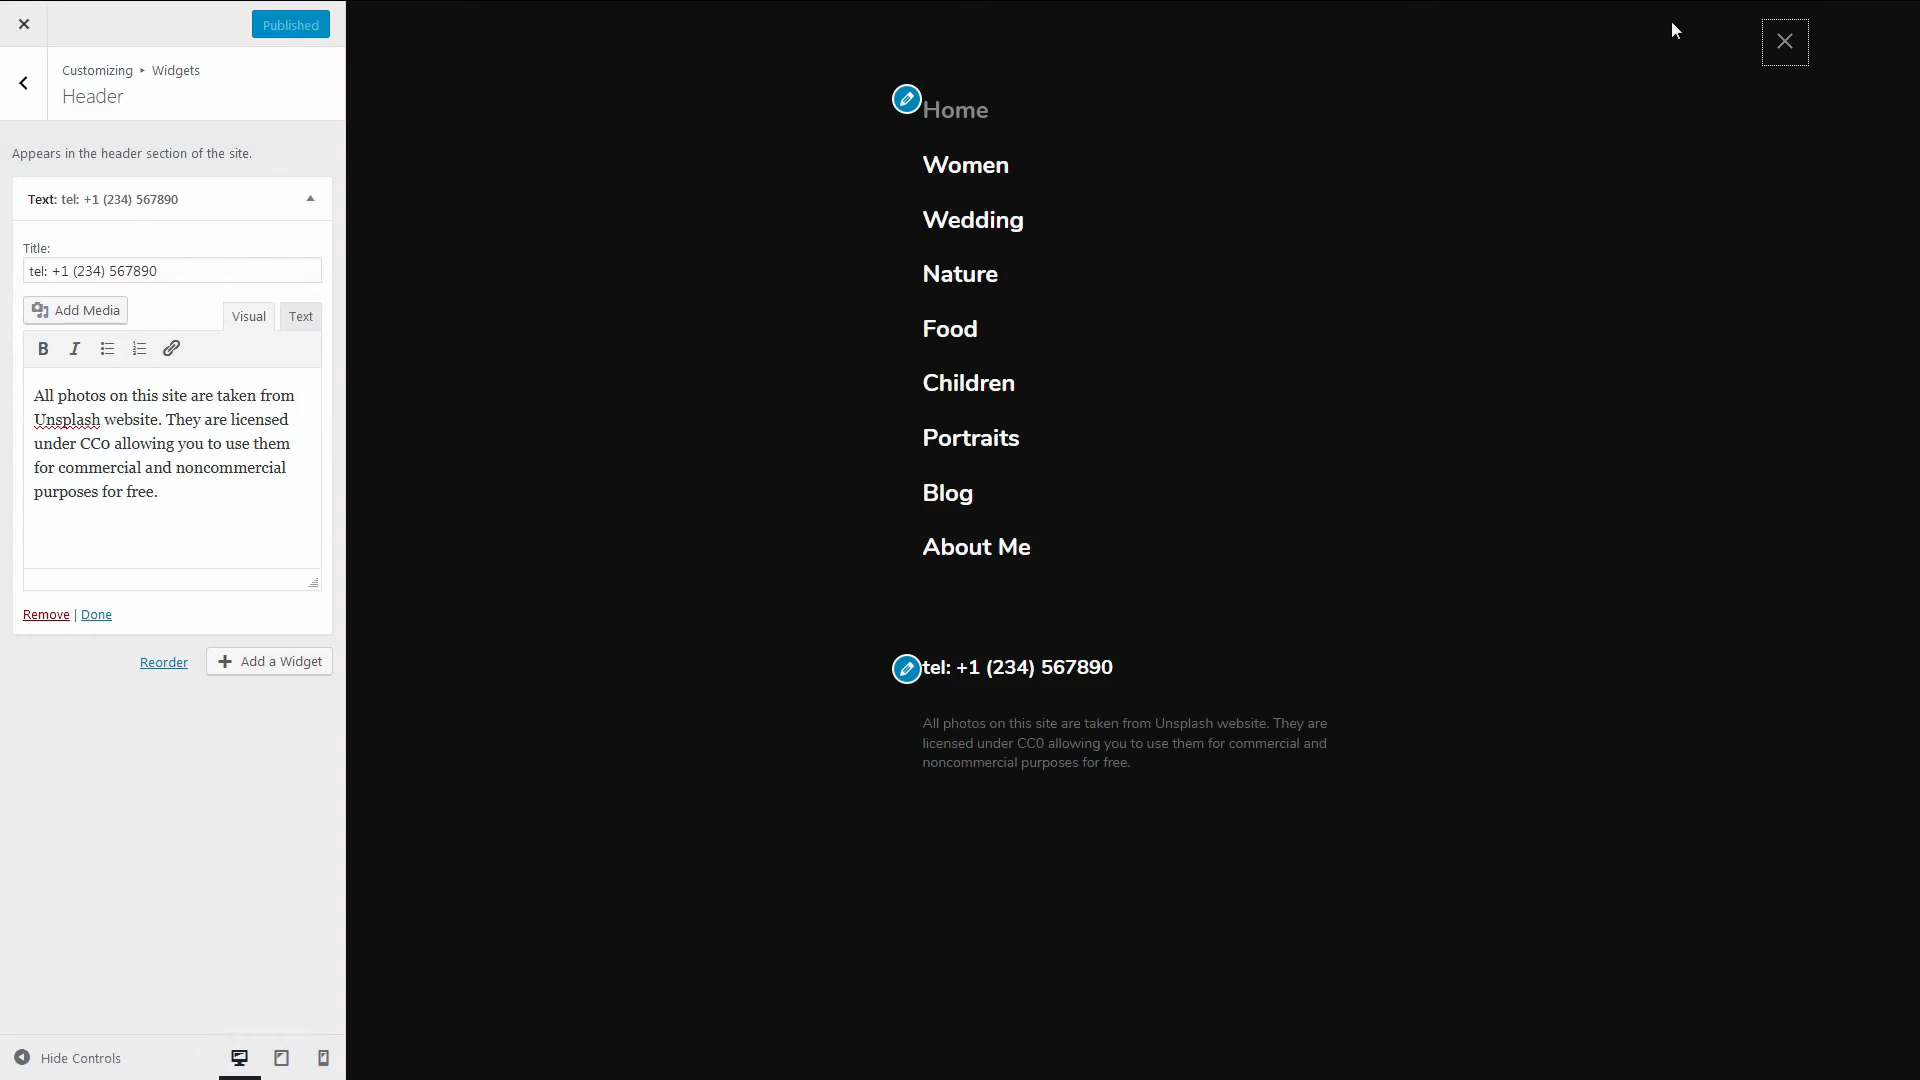 Published
Customizing ▸ Widgets
Header
Appears in the header section of the site.
Text: tel: +1 (234) 567890
Title:
tel: +1 (234) 567890
Add Media
Visual
Text
B
I
All photos on this site are taken from
Unsplash website. They are licensed
under CC0 allowing you to use them
for commercial and noncommercial
purposes for free.
Remove | Done
Reorder
Add a Widget
Hide Controls
Home
Women
Wedding
Nature
Food
Children
Portraits
Blog
About Me
tel: +1 (234) 567890
All photos on this site are taken from Unsplash website. They are
licensed under CC0 allowing you to use them for commercial and
noncommercial purposes for free.